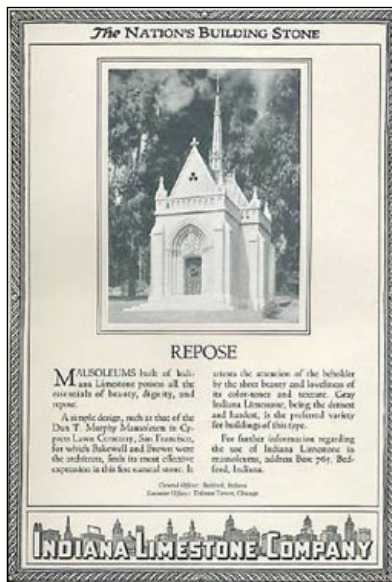 The NATION'S BUILDING STONE
REPOSE
MAUSOLEUMS built of Indi-
ana Limestone possess all the
essentials of beauty, dignity, and
repose.
A simple design, such as that of the
Dan T. Murphy Mausoleum in Cy-
press Lawn Cemetery, San Francisco,
for which Bakewell and Brown were
the architects, finds its most effective
expression in this fine natural stone. It
attracts the attention of the beholder
by the sheer beauty and loveliness of
its color-tones and texture. Gray
Indiana Limestone, being the densest
and hardest, is the preferred variety
for buildings of this type.
For further information regarding
the use of Indiana Limestone in
mausoleums, address Box 765, Bed-
ford, Indiana.
General Offices: Bedford, Indiana
Executive Offices: Tribune Tower, Chicago
INDIANA LIMESTONE COMPANY